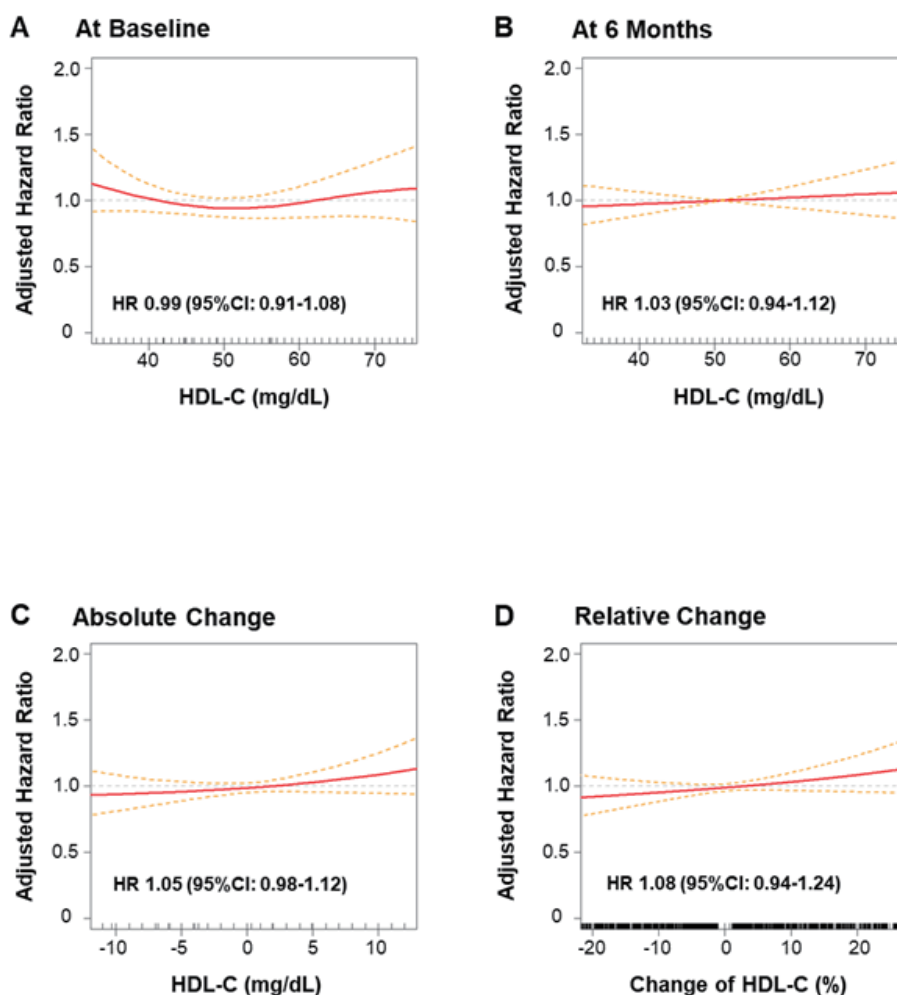 A At Baseline
Adjusted Hazard Ratio
2.0
1.5
1.0
0.5
0
HR 0.99 (95%CI: 0.91-1.08)
40 50 60 70
HDL-C (mg/dL)
B At 6 Months
Adjusted Hazard Ratio
2.0
1.5
1.0
0.5
0
HR 1.03 (95%CI: 0.94-1.12)
40 50 60 70
HDL-C (mg/dL)
C Absolute Change
Adjusted Hazard Ratio
2.0
1.5
1.0
0.5
0
HR 1.05 (95%CI: 0.98-1.12)
-10 -5 0 5 10
HDL-C (mg/dL)
D Relative Change
Adjusted Hazard Ratio
2.0
1.5
1.0
0.5
0
HR 1.08 (95%CI: 0.94-1.24)
-20 -10 0 10 20
Change of HDL-C (%)